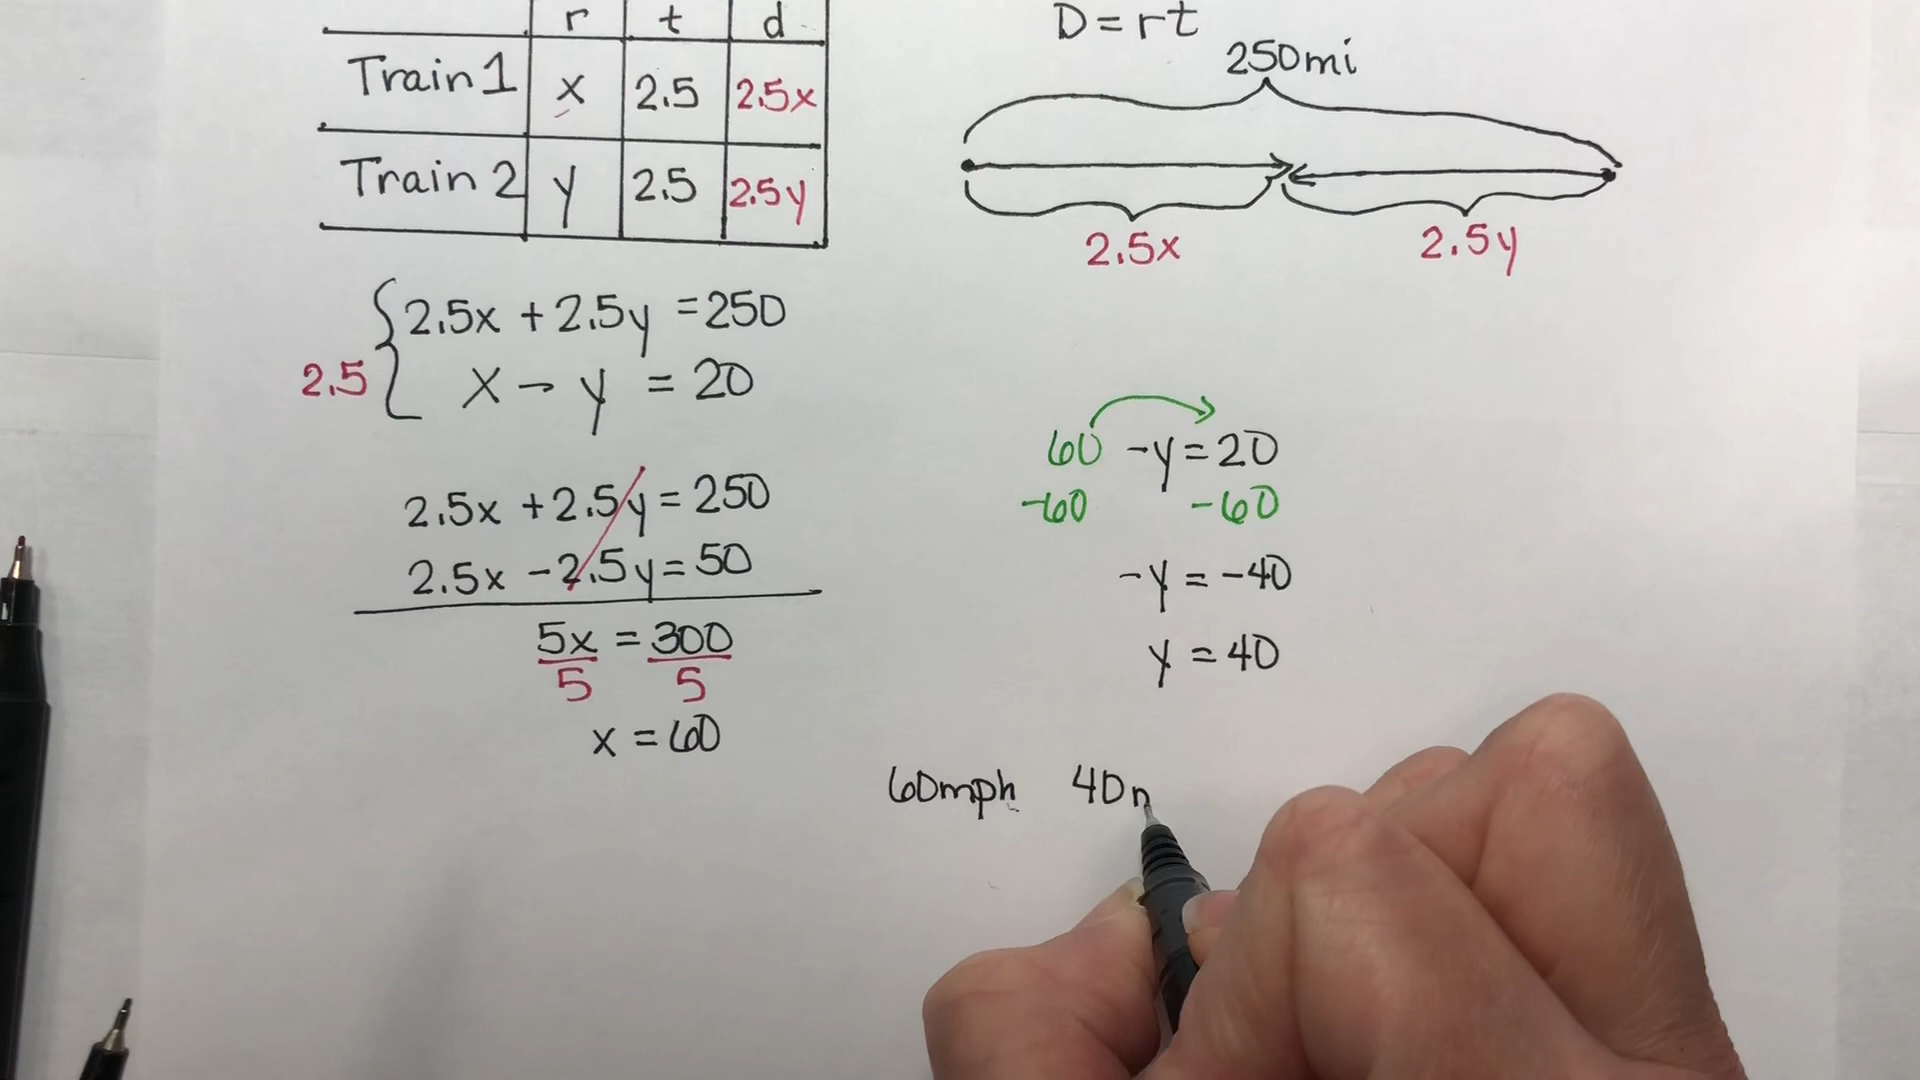 r t d
Train 1 x 2.5 2.5x
Train 2 y 2.5 2.5y
D = rt
250mi
2.5x 2.5y
2.5x + 2.5y = 250
2.5 x - y = 20
2.5x + 2.5y = 250
2.5x - 2.5y = 50
5x = 300
5 5
x = 60
60 - y = 20
-60 -60
-y = -40
y = 40
60mph 40n